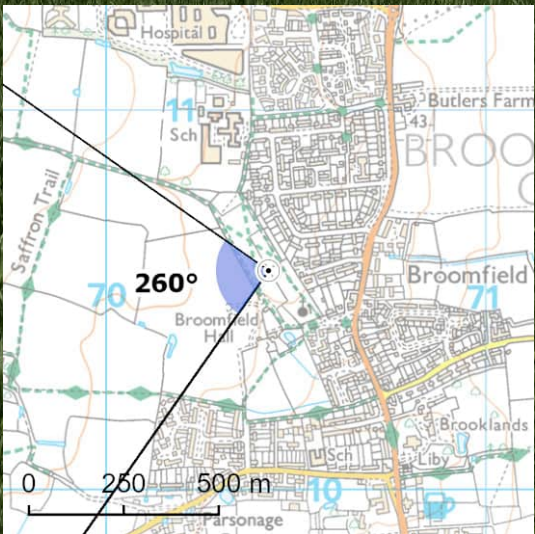 Hospital
11
Sch
Butlers Farm
43
BROO
Saffron Trail
260°
70
Broomfield
71
Broomfield
Hall
Brooklands
Sch
Liby
0 250 500 m
10
Parsonage